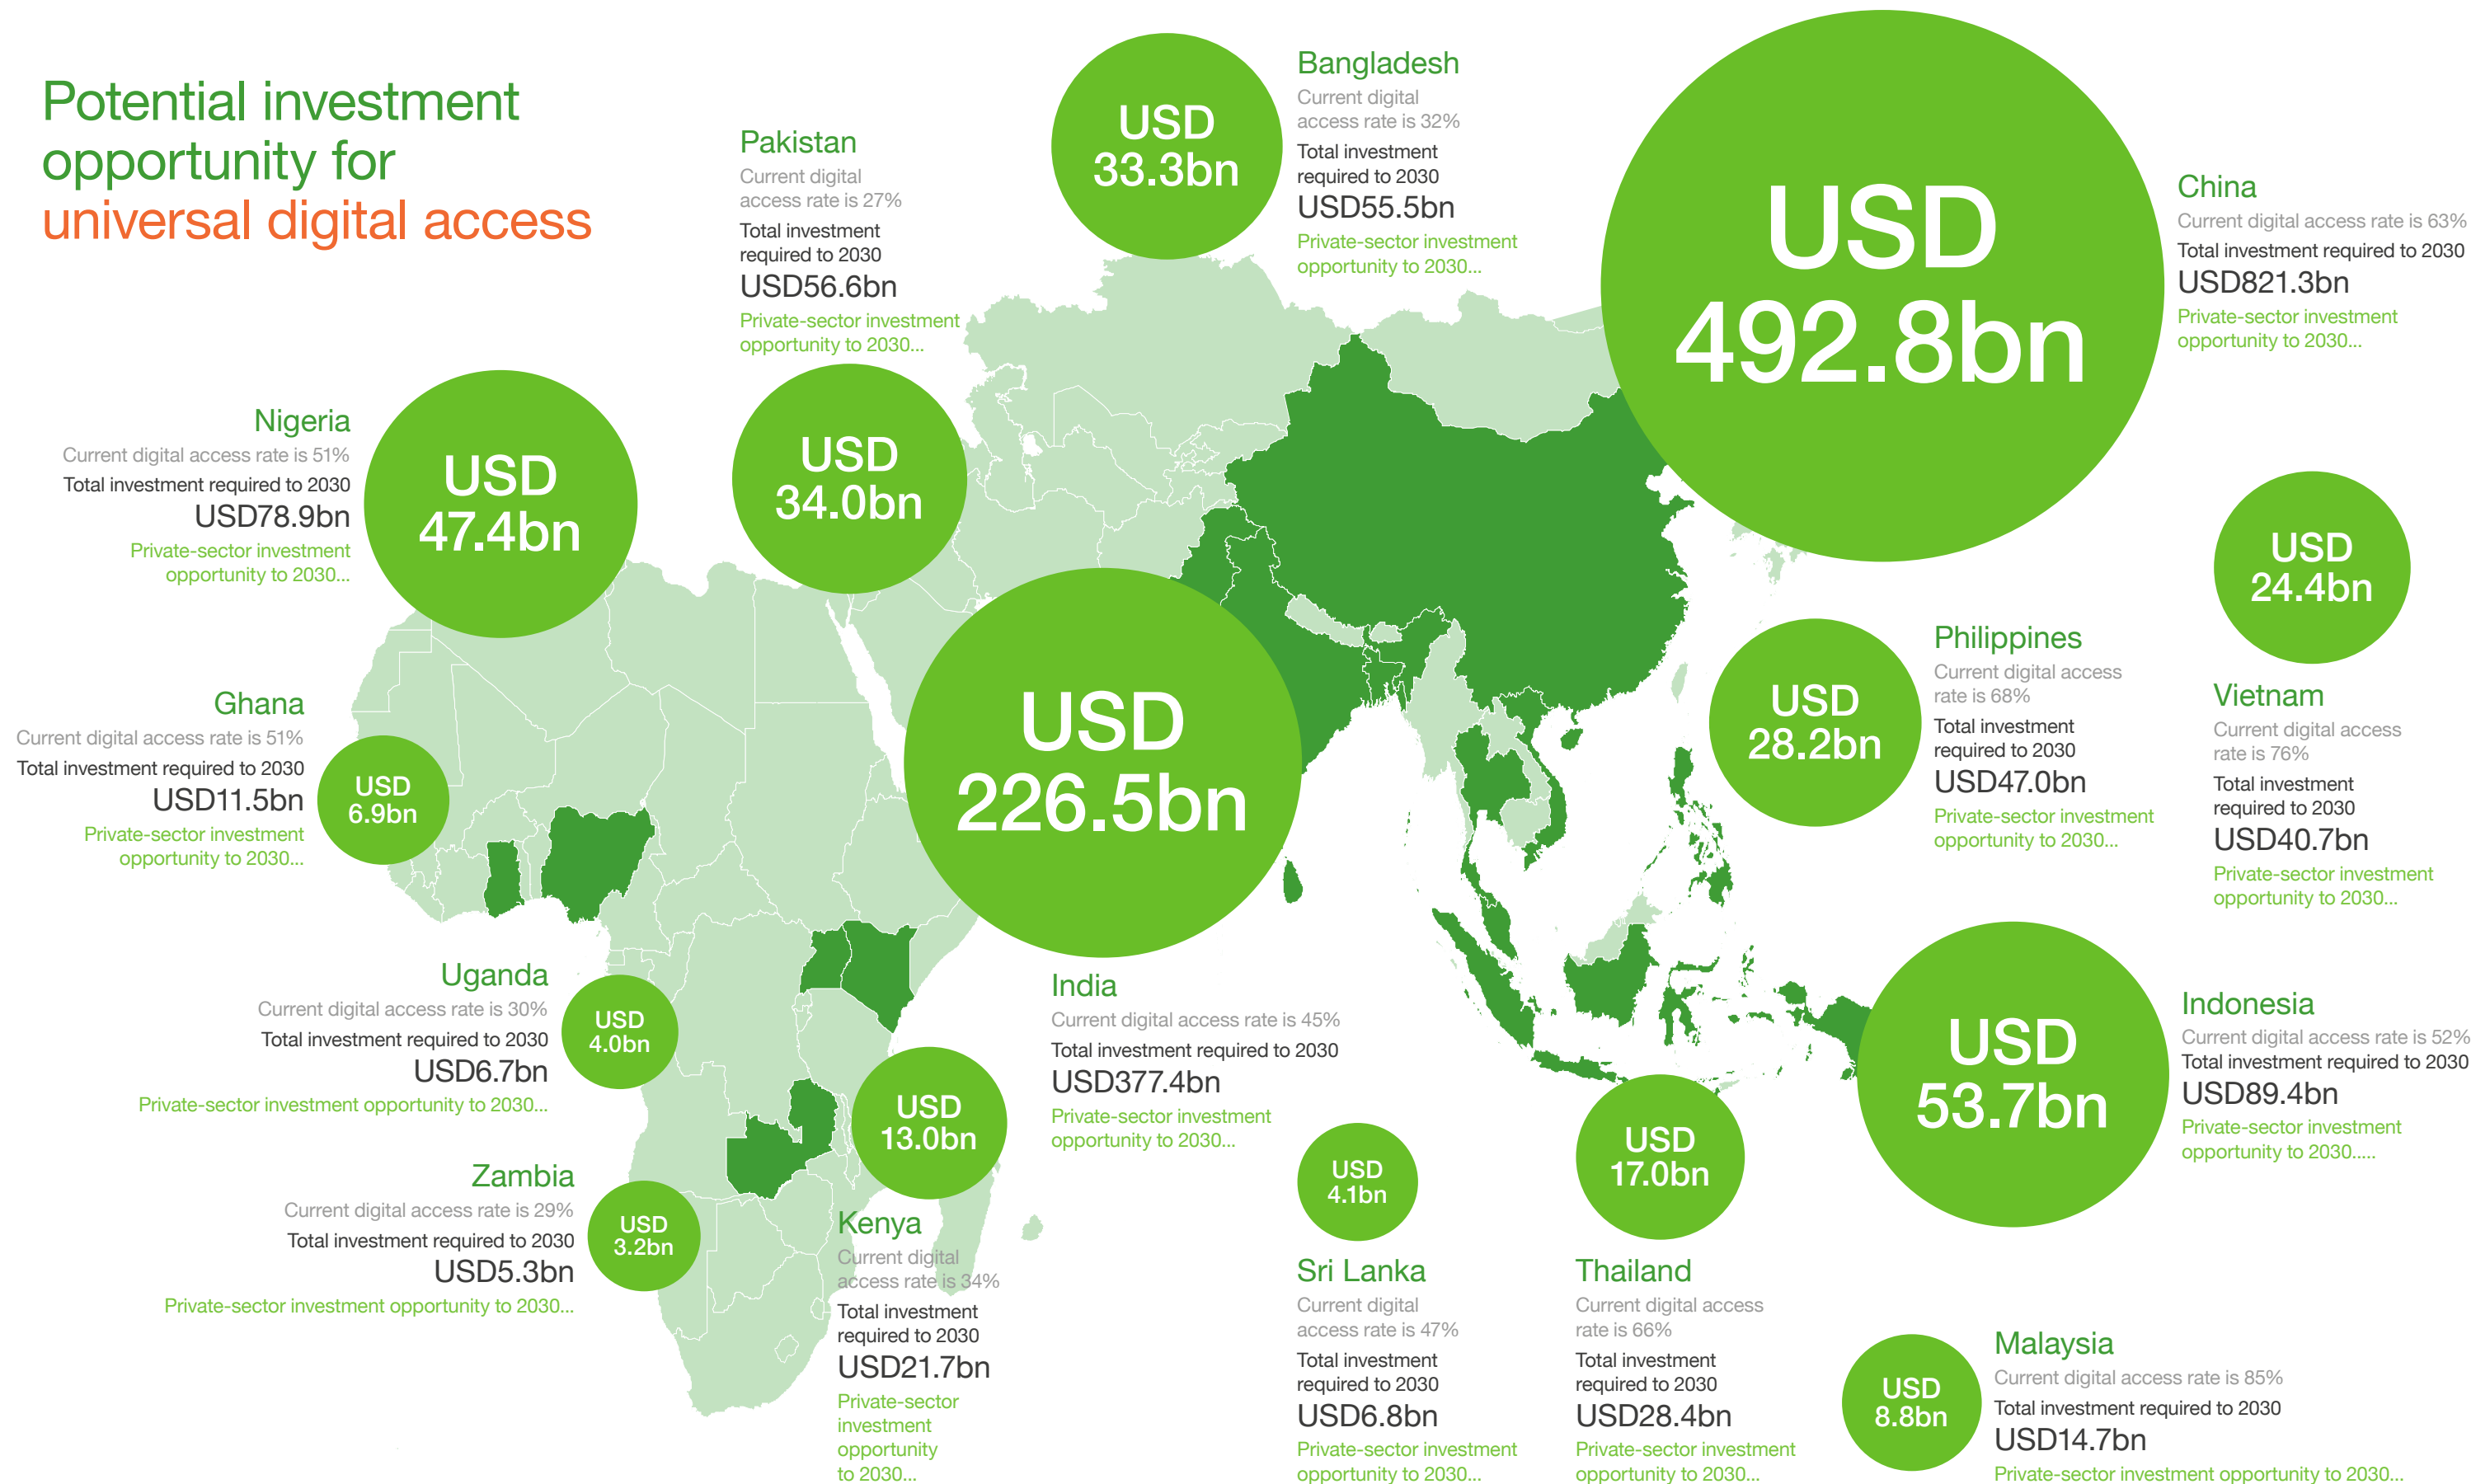 Potential investment
opportunity for
universal digital access
Pakistan
Current digital
access rate is 27%
Total investment
required to 2030
USD56.6bn
Private-sector investment
opportunity to 2030...
USD
34.0bn
USD
33.3bn
Bangladesh
Current digital
access rate is 32%
Total investment
required to 2030
USD55.5bn
Private-sector investment
opportunity to 2030...
USD
492.8bn
China
Current digital access rate is 63%
Total investment required to 2030
USD821.3bn
Private-sector investment
opportunity to 2030...
Nigeria
Current digital access rate is 51%
Total investment required to 2030
USD78.9bn
Private-sector investment
opportunity to 2030...
USD
47.4bn
USD
24.4bn
Vietnam
Current digital access
rate is 76%
Total investment
required to 2030
USD40.7bn
Private-sector investment
opportunity to 2030...
USD
28.2bn
Philippines
Current digital access
rate is 68%
Total investment
required to 2030
USD47.0bn
Private-sector investment
opportunity to 2030...
Ghana
Current digital access rate is 51%
Total investment required to 2030
USD11.5bn
Private-sector investment
opportunity to 2030...
USD
6.9bn
USD
226.5bn
India
Current digital access rate is 45%
Total investment required to 2030
USD377.4bn
Private-sector investment
opportunity to 2030...
Uganda
Current digital access rate is 30%
Total investment required to 2030
USD6.7bn
Private-sector investment opportunity to 2030...
USD
4.0bn
USD
53.7bn
Indonesia
Current digital access rate is 52%
Total investment required to 2030
USD89.4bn
Private-sector investment
opportunity to 2030.....
Zambia
Current digital access rate is 29%
Total investment required to 2030
USD5.3bn
Private-sector investment opportunity to 2030...
USD
3.2bn
USD
13.0bn
Kenya
Current digital
access rate is 34%
Total investment
required to 2030
USD21.7bn
Private-sector
investment
opportunity
to 2030...
USD
4.1bn
Sri Lanka
Current digital
access rate is 47%
Total investment
required to 2030
USD6.8bn
Private-sector investment
opportunity to 2030...
USD
17.0bn
Thailand
Current digital access
rate is 66%
Total investment
required to 2030
USD28.4bn
Private-sector investment
opportunity to 2030...
USD
8.8bn
Malaysia
Current digital access rate is 85%
Total investment required to 2030
USD14.7bn
Private-sector investment opportunity to 2030...